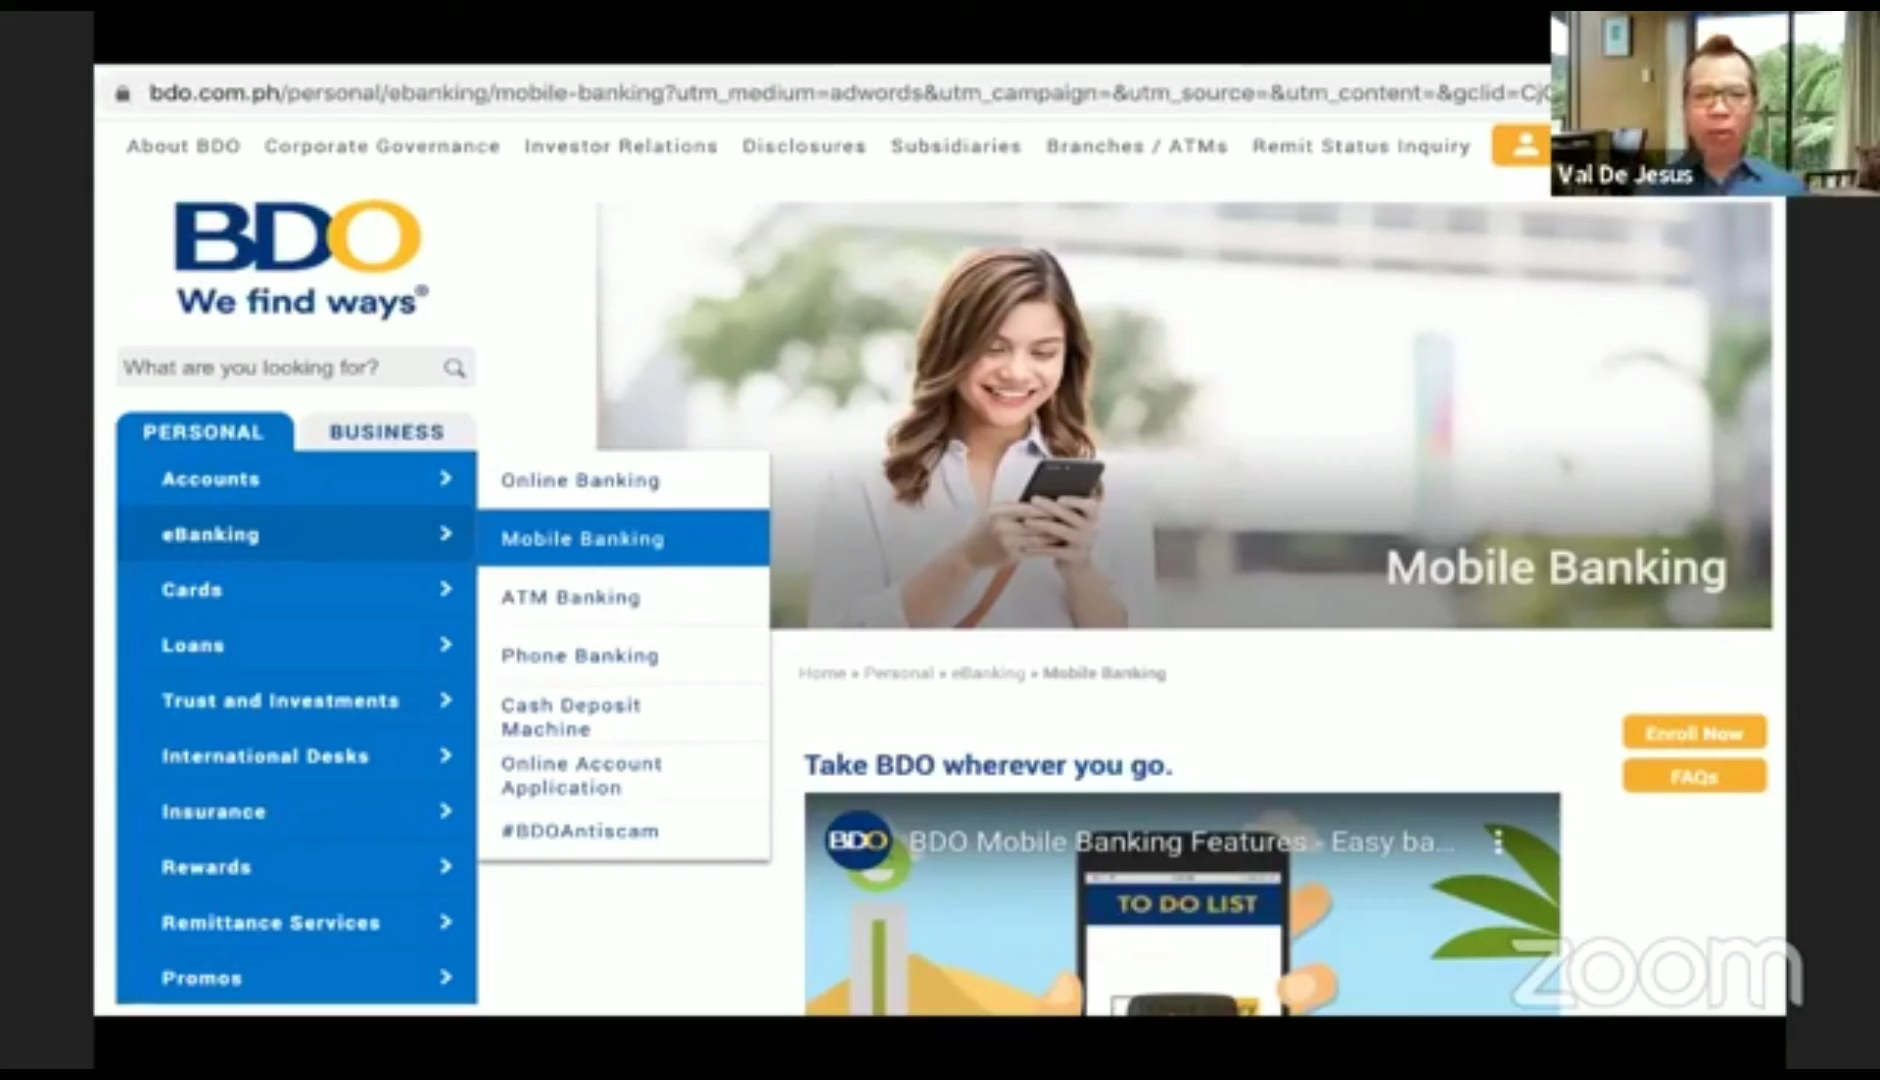 bdo.com.ph/personal/ebanking/mobile-banking?utm_medium=adwords&utm_campaign=&utm_source=&utm_content=&gclid=Cj
About BDO Corporate Governance Investor Relations Disclosures Subsidiaries Branches / ATMs Remit Status Inquiry
Val De Jesus
BDO
We find ways®
What are you looking for?
PERSONAL BUSINESS
Accounts
eBanking
Cards
Loans
Trust and Investments
International Desks
Insurance
Rewards
Remittance Services
Promos
Online Banking
Mobile Banking
ATM Banking
Phone Banking
Cash Deposit
Machine
Online Account
Application
#BDOAntiscam
Mobile Banking
Home » Personal » eBanking » Mobile Banking
Enroll Now
FAQs
Take BDO wherever you go.
BDO BDO Mobile Banking Features - Easy ba...
TO DO LIST
zoom